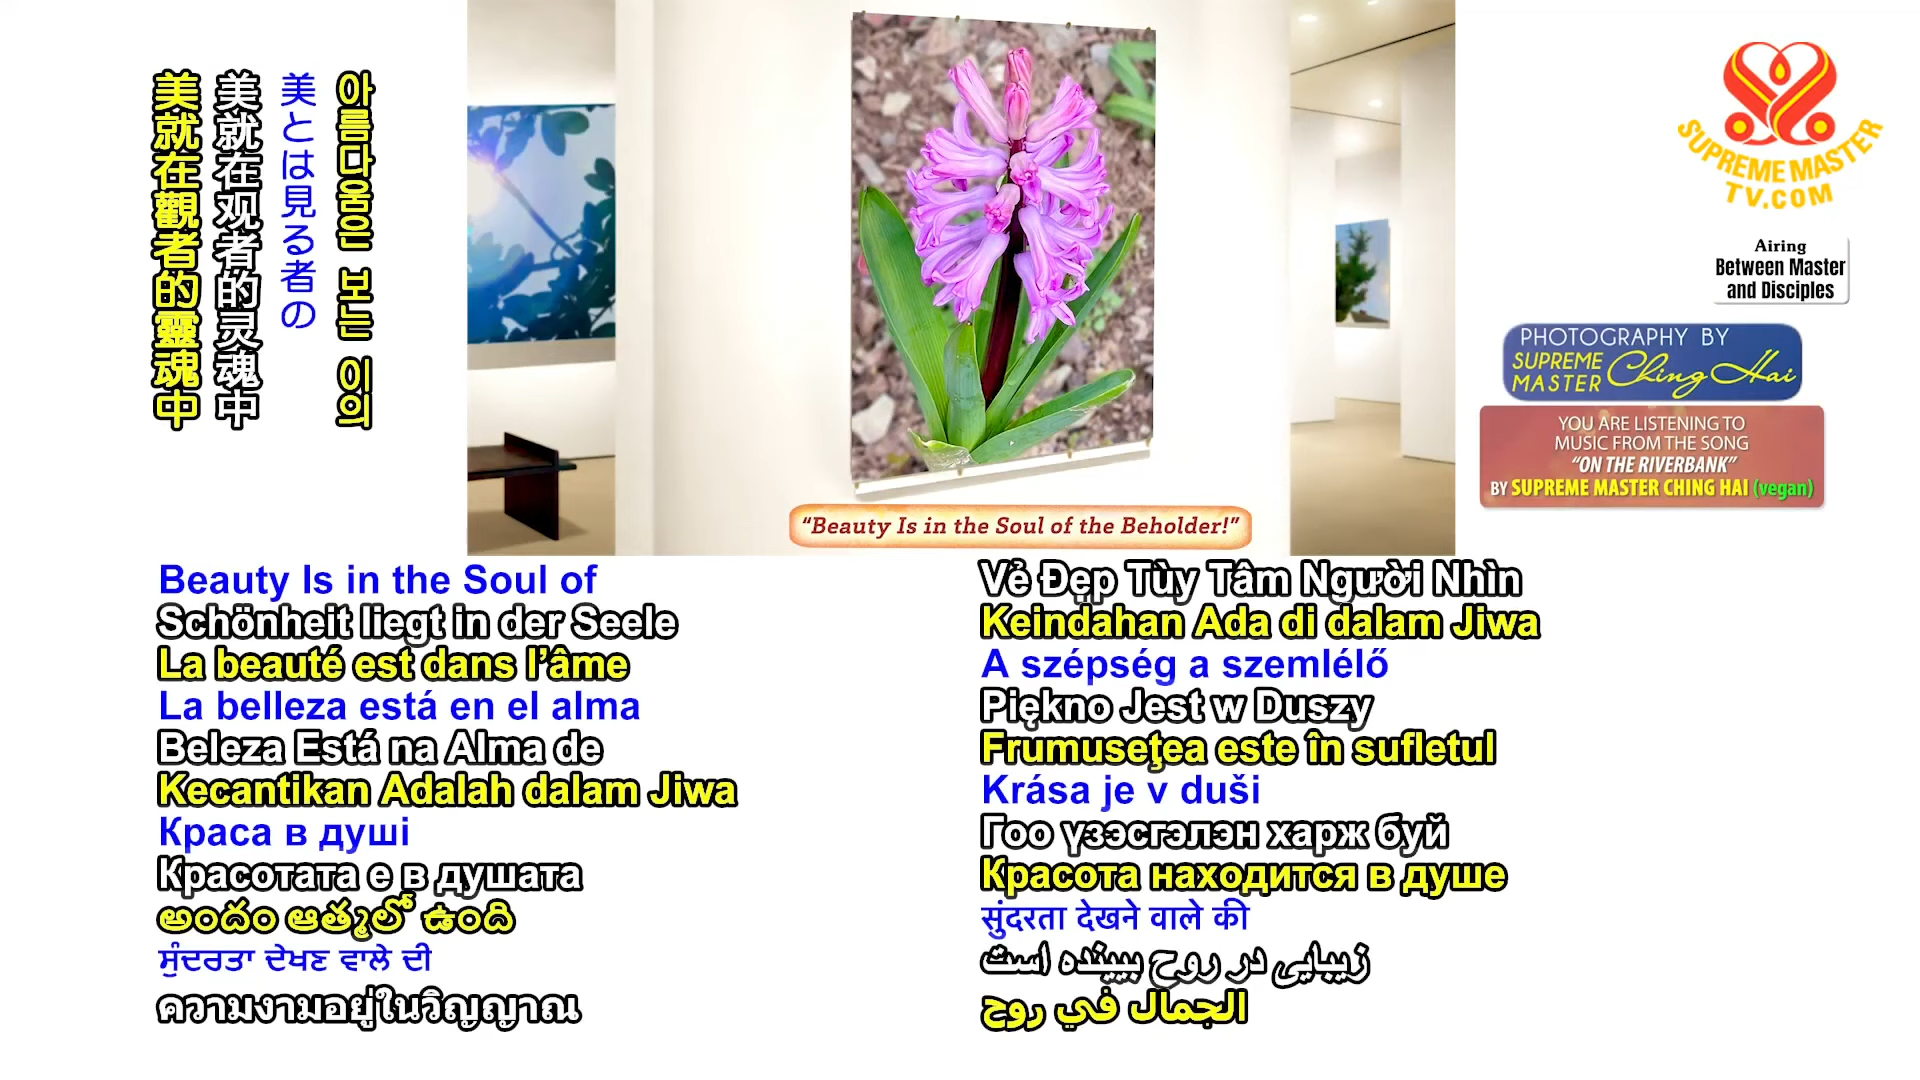 美就在觀者的靈魂中
美就在观者的灵魂中
美とは見る者の
아름다움은 보는 이의
SUPREME MASTER
TV.COM
Airing
Between Master
and Disciples
PHOTOGRAPHY BY
SUPREME
MASTER Ching Hai
YOU ARE LISTENING TO
MUSIC FROM THE SONG
“ON THE RIVERBANK”
BY SUPREME MASTER CHING HAI (vegan)
“Beauty Is in the Soul of the Beholder!”
Beauty Is in the Soul of
Schönheit liegt in der Seele
La beauté est dans l’âme
La belleza está en el alma
Beleza Está na Alma de
Kecantikan Adalah dalam Jiwa
Краса в душі
Красотата е в душата
అందం ఆత్మలో ఉంది
ਸੁੰਦਰਤਾ ਦੇਖਣ ਵਾਲੇ ਦੀ
ความงามอยู่ในวิญญาณ
Vẻ Đẹp Tùy Tâm Người Nhìn
Keindahan Ada di dalam Jiwa
A szépség a szemlélő
Piękno Jest w Duszy
Frumuseţea este în sufletul
Krása je v duši
Гоо үзэсгэлэн харж буй
Красота находится в душе
सुंदरता देखने वाले की
زیبایی در روح بیننده است
الجمال في روح